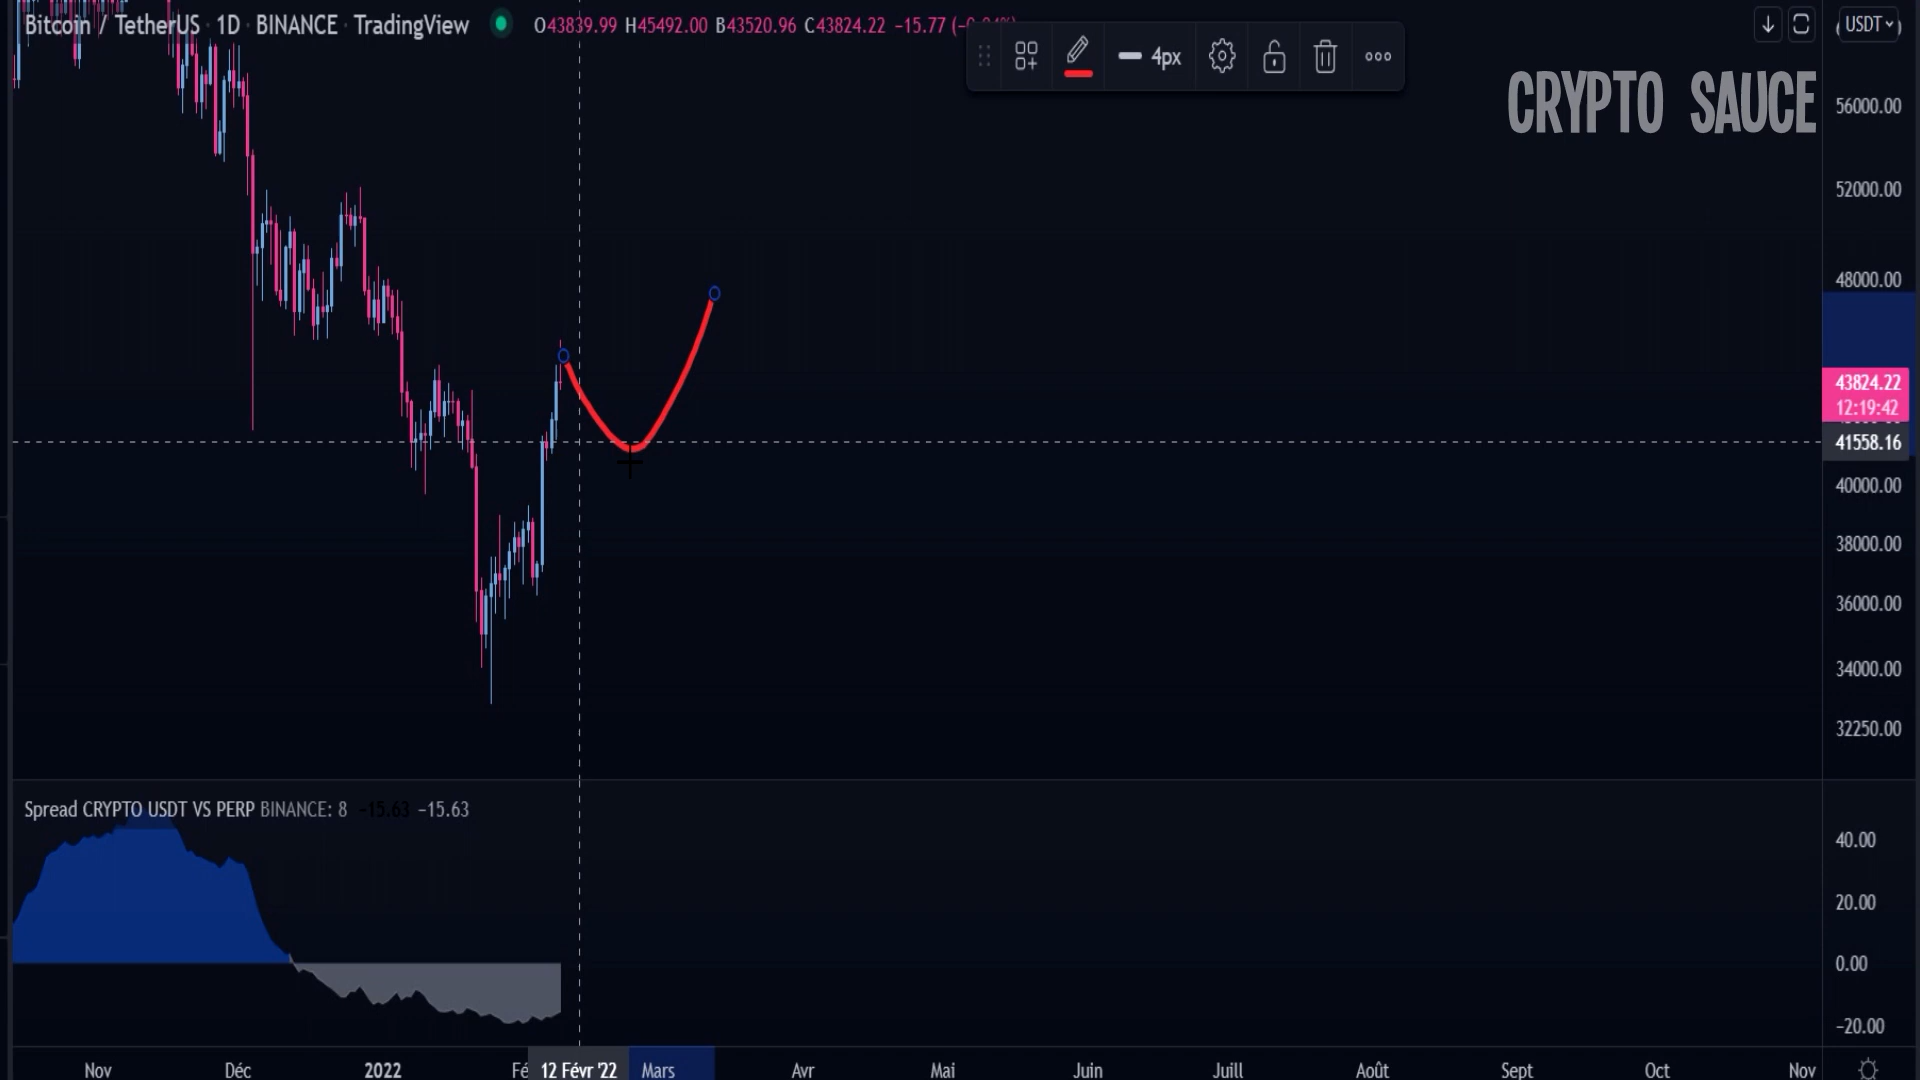 Bitcoin / TetherUS · 1D · BINANCE · TradingView O43839.99 H45492.00 B43520.96 C43824.22 −15.77
4px
USDT
CRYPTO SAUCE
56000.00
52000.00
48000.00
43824.22
12:19:42
41558.16
40000.00
38000.00
36000.00
34000.00
32250.00
Spread CRYPTO USDT VS PERP BINANCE: 8 −15.63 −15.63
40.00
20.00
0.00
−20.00
Nov Déc 2022 Fé 12 Févr '22 Mars Avr Mai Juin Juill Août Sept Oct Nov